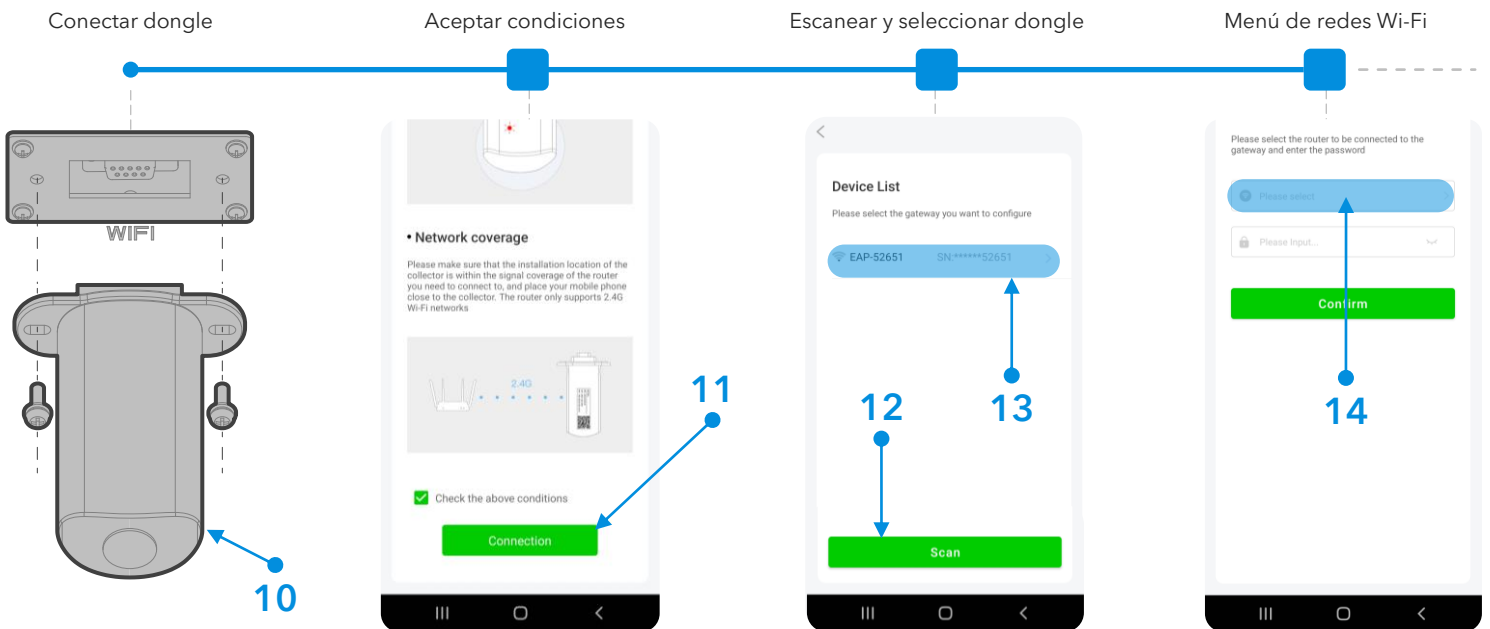 Conectar dongle
Aceptar condiciones
Escanear y seleccionar dongle
Menú de redes Wi-Fi
WIFI
10
• Network coverage
Please make sure that the installation location of the
collector is within the signal coverage of the router
you need to connect to, and place your mobile phone
close to the collector. The router only supports 2.4G
Wi-Fi networks
2.4G
11
Check the above conditions
Connection
Device List
Please select the gateway you want to configure
EAP-52651 SN:******52651
12
13
Scan
Please select the router to be connected to the
gateway and enter the password
Please select
Please Input...
Confirm
14